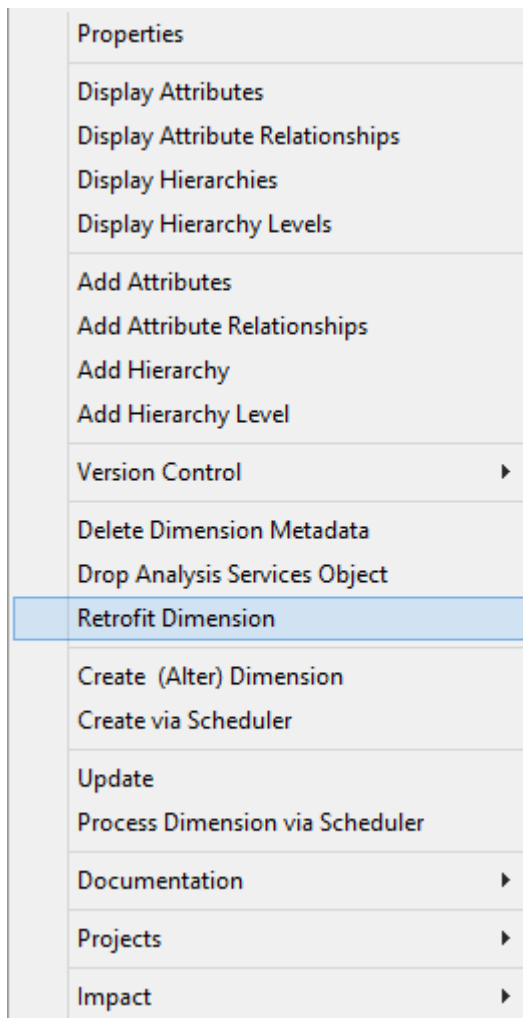 Properties
Display Attributes
Display Attribute Relationships
Display Hierarchies
Display Hierarchy Levels
Add Attributes
Add Attribute Relationships
Add Hierarchy
Add Hierarchy Level
Version Control
Delete Dimension Metadata
Drop Analysis Services Object
Retrofit Dimension
Create  (Alter) Dimension
Create via Scheduler
Update
Process Dimension via Scheduler
Documentation
Projects
Impact